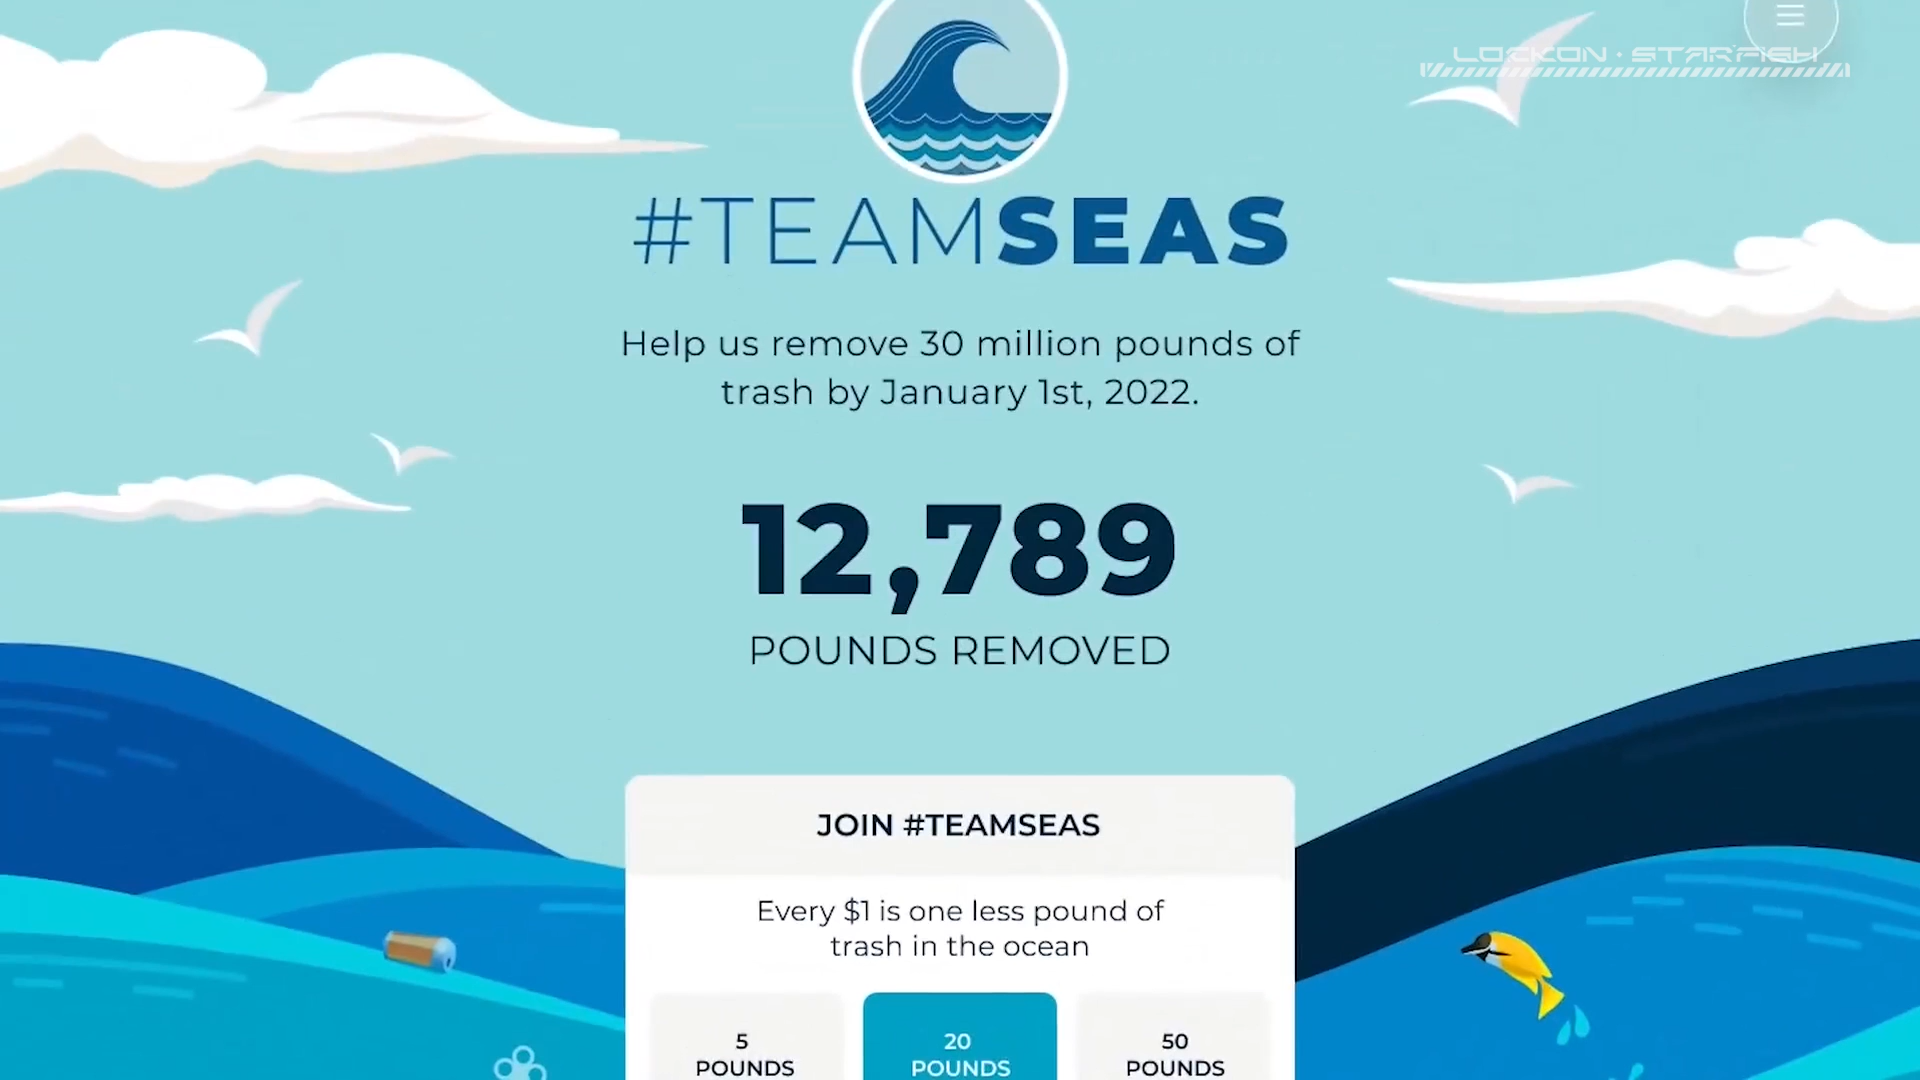 LOCKON · STARFISH
#TEAMSEAS
Help us remove 30 million pounds of
trash by January 1st, 2022.
12,789
POUNDS REMOVED
JOIN #TEAMSEAS
Every $1 is one less pound of
trash in the ocean
5
POUNDS
20
POUNDS
50
POUNDS